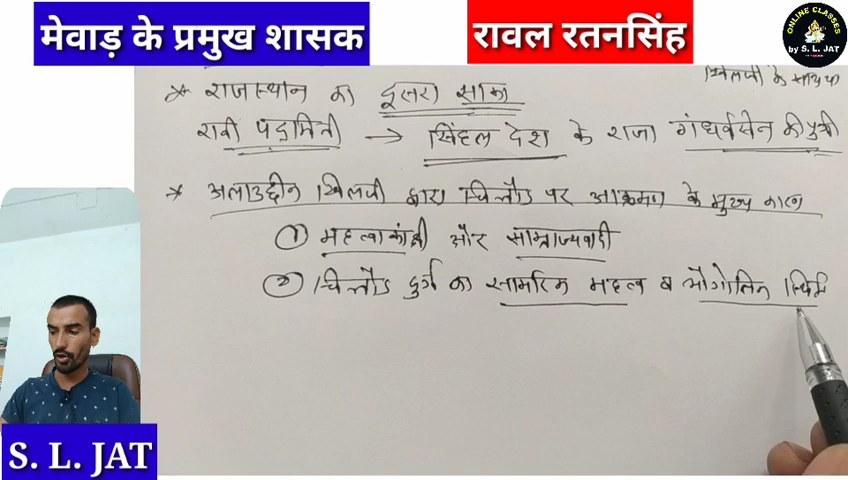 मेवाड़ के प्रमुख शासक
रावल रतनसिंह
ONLINE CLASSES
by S. L. JAT
खिलजी के साथ
* राजस्थान का दूसरा साका
रानी पद्मिनी → सिंहल देश के राजा गंधर्वसेन की पुत्री
* अलाउद्दीन खिलजी द्वारा चित्तौड़ पर आक्रमण के मुख्य कारण
① महत्वाकांक्षी और साम्राज्यवादी
② चित्तौड़ दुर्ग का सामरिक महत्व व भौगोलिक स्थिति
S. L. JAT